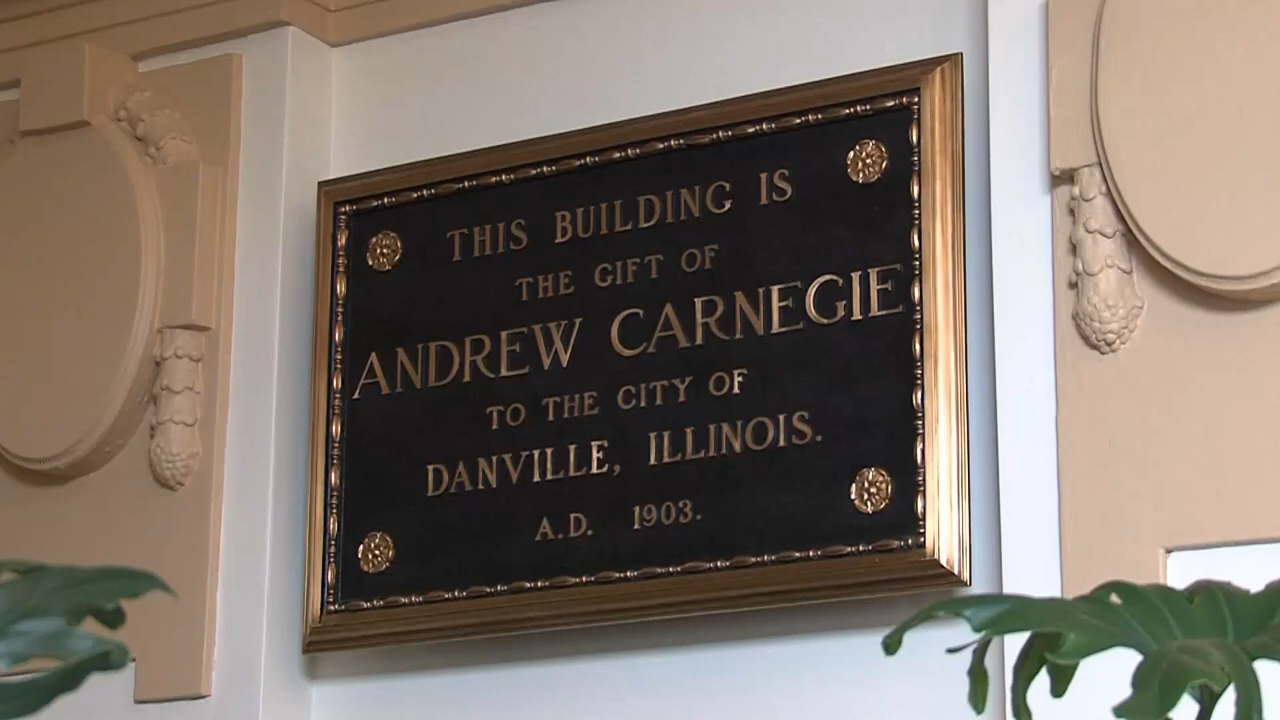 THIS BUILDING IS
THE GIFT OF
ANDREW CARNEGIE
TO THE CITY OF
DANVILLE, ILLINOIS.
A.D. 1903.